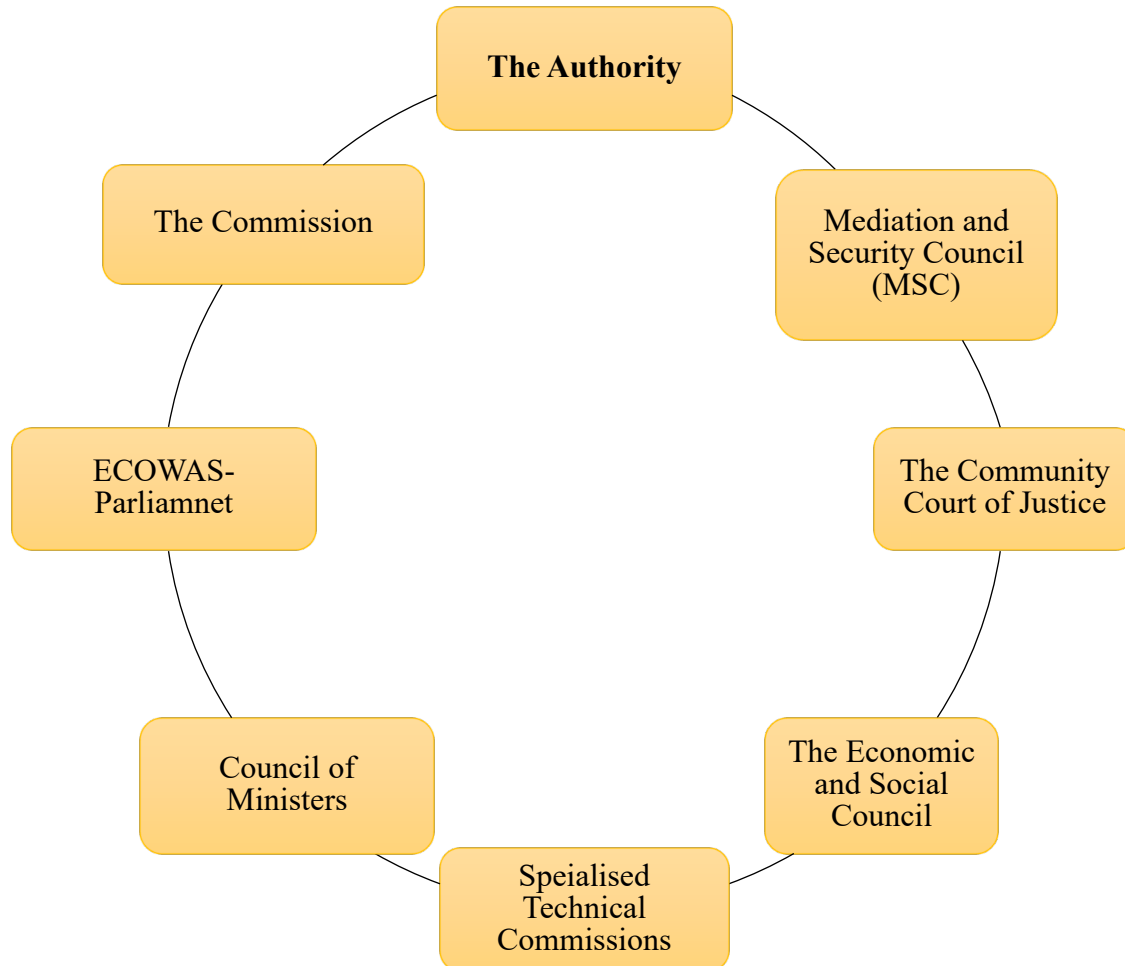 The Authority
The Commission
Mediation and
Security Council
(MSC)
ECOWAS-
Parliamnet
The Community
Court of Justice
Council of
Ministers
The Economic
and Social
Council
Speialised
Technical
Commissions